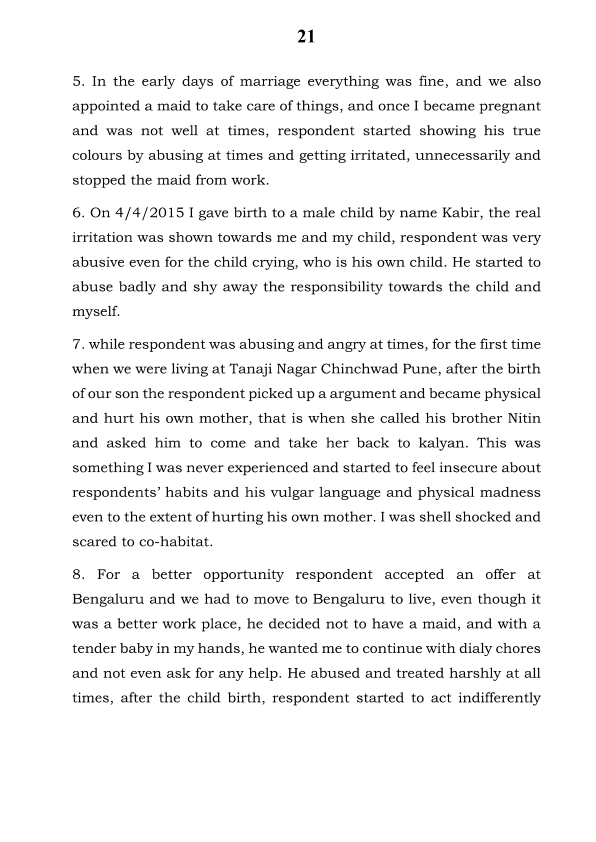 21
5. In the early days of marriage everything was fine, and we also
appointed a maid to take care of things, and once I became pregnant
and was not well at times, respondent started showing his true
colours by abusing at times and getting irritated, unnecessarily and
stopped the maid from work.
6. On 4/4/2015 I gave birth to a male child by name Kabir, the real
irritation was shown towards me and my child, respondent was very
abusive even for the child crying, who is his own child. He started to
abuse badly and shy away the responsibility towards the child and
myself.
7. while respondent was abusing and angry at times, for the first time
when we were living at Tanaji Nagar Chinchwad Pune, after the birth
of our son the respondent picked up a argument and became physical
and hurt his own mother, that is when she called his brother Nitin
and asked him to come and take her back to kalyan. This was
something I was never experienced and started to feel insecure about
respondents’ habits and his vulgar language and physical madness
even to the extent of hurting his own mother. I was shell shocked and
scared to co-habitat.
8. For a better opportunity respondent accepted an offer at
Bengaluru and we had to move to Bengaluru to live, even though it
was a better work place, he decided not to have a maid, and with a
tender baby in my hands, he wanted me to continue with dialy chores
and not even ask for any help. He abused and treated harshly at all
times, after the child birth, respondent started to act indifferently